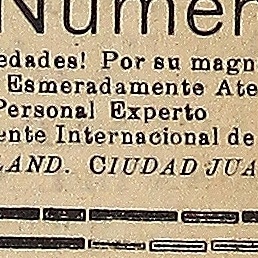 Numer
edades! Por su magn
Esmeradamente Ate
Personal Experto
ente Internacional de
LAND. CIUDAD JUA